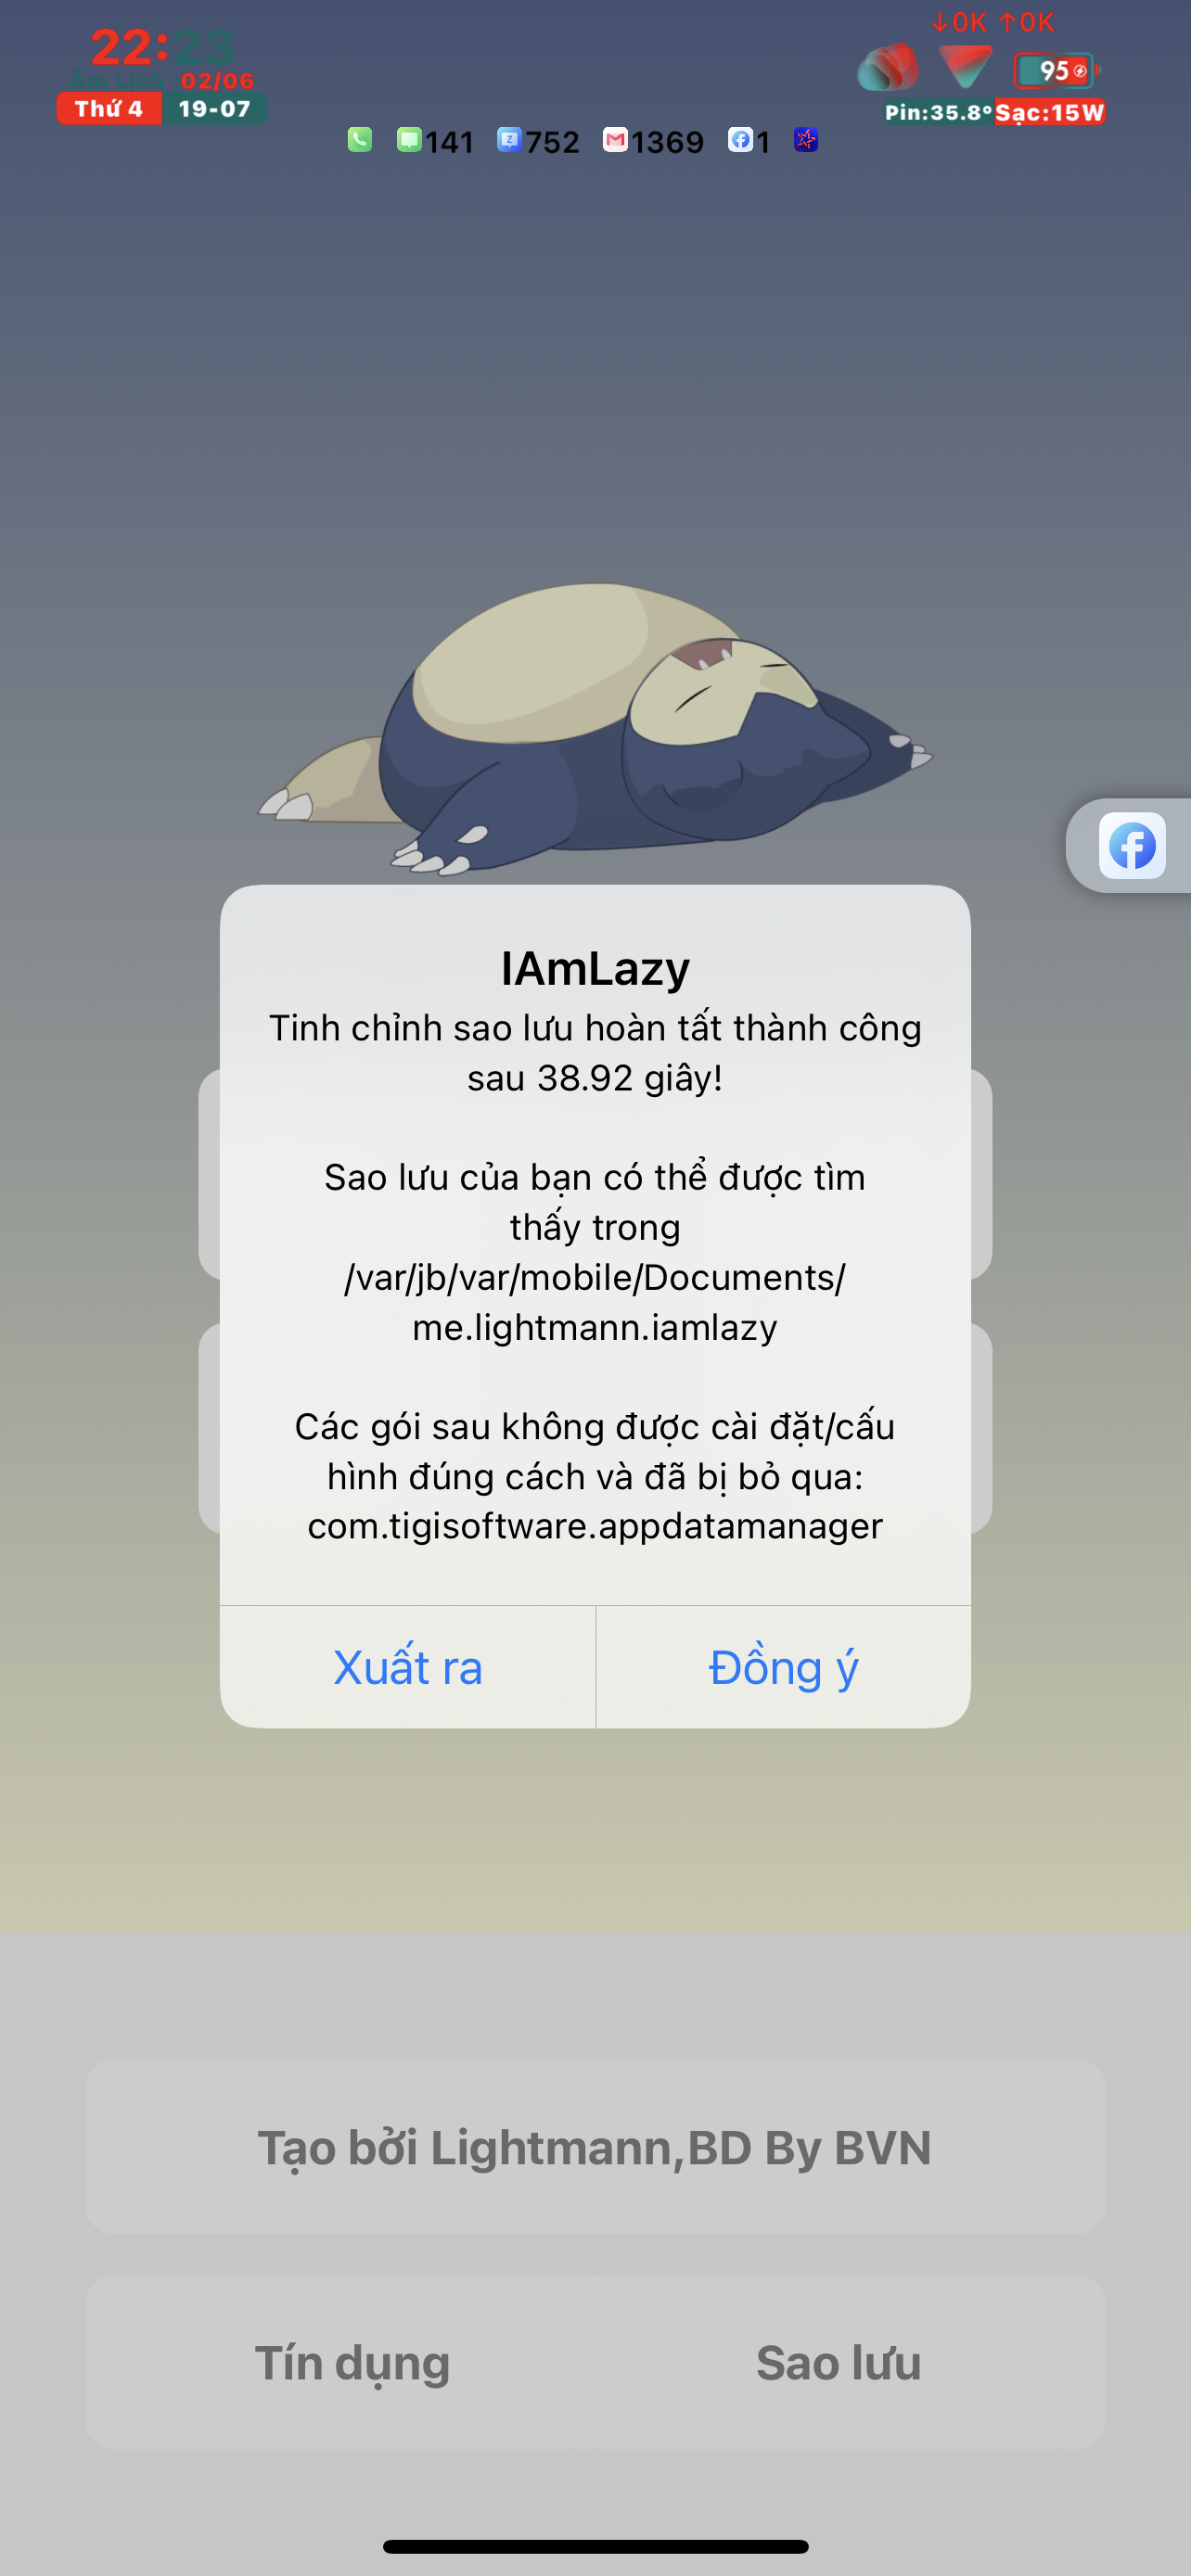 ↓0K ↑0K
22:23
Âm Lịch :02/06
Thứ 4 19-07
95
Pin:35.8° Sạc:15W
141 752 1369 1
IAmLazy
Tinh chỉnh sao lưu hoàn tất thành công
sau 38.92 giây!
Sao lưu của bạn có thể được tìm
thấy trong
/var/jb/var/mobile/Documents/
me.lightmann.iamlazy
Các gói sau không được cài đặt/cấu
hình đúng cách và đã bị bỏ qua:
com.tigisoftware.appdatamanager
Xuất ra Đồng ý
Tạo bởi Lightmann,BD By BVN
Tín dụng Sao lưu